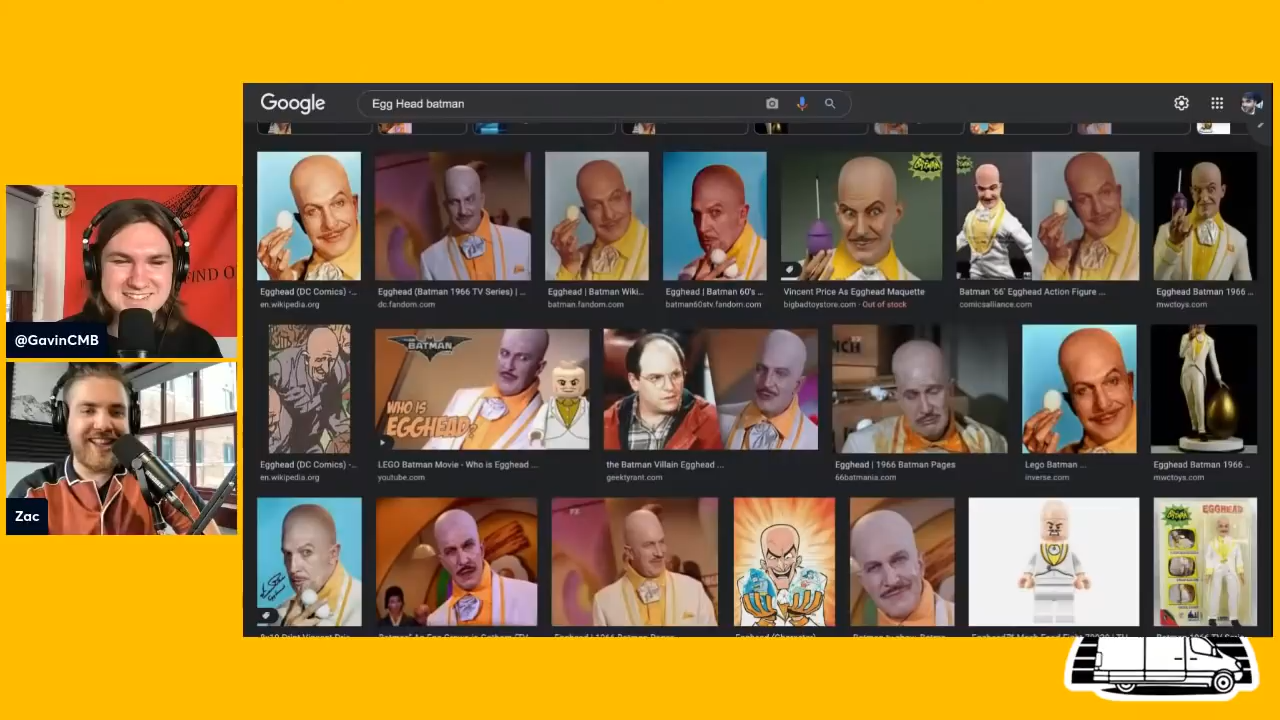 Google
Egg Head batman
Egghead (DC Comics) -...
en.wikipedia.org
Egghead (Batman 1966 TV Series) | ...
dc.fandom.com
Egghead | Batman Wiki...
batman.fandom.com
Egghead | Batman 60's ...
batman60stv.fandom.com
Vincent Price As Egghead Maquette
bigbadtoystore.com - Out of stock
Batman '66' Egghead Action Figure ...
comicsalliance.com
Egghead Batman 1966 ...
mwctoys.com
FIND O
@GavinCMB
Zac
BATMAN
WHO IS
EGGHEAD?
EGGHEAD
Egghead (DC Comics) -...
en.wikipedia.org
LEGO Batman Movie - Who is Egghead ...
youtube.com
the Batman Villain Egghead ...
geektyrant.com
Egghead | 1966 Batman Pages
66batmania.com
Lego Batman ...
inverse.com
Egghead Batman 1966 ...
mwctoys.com